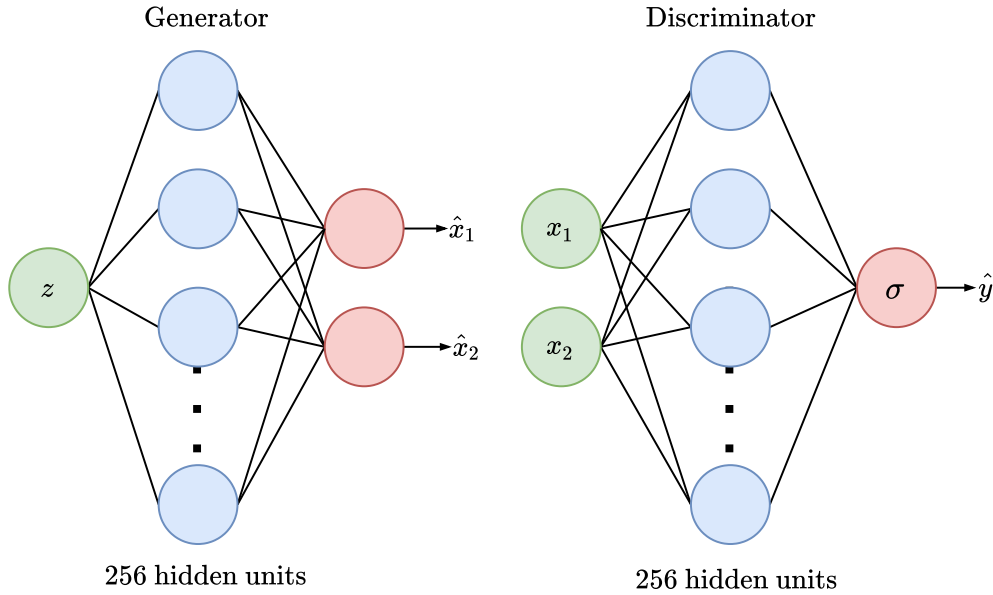 Generator
z
x̂₁
x̂₂
256 hidden units
Discriminator
x₁
x₂
σ
ŷ
256 hidden units